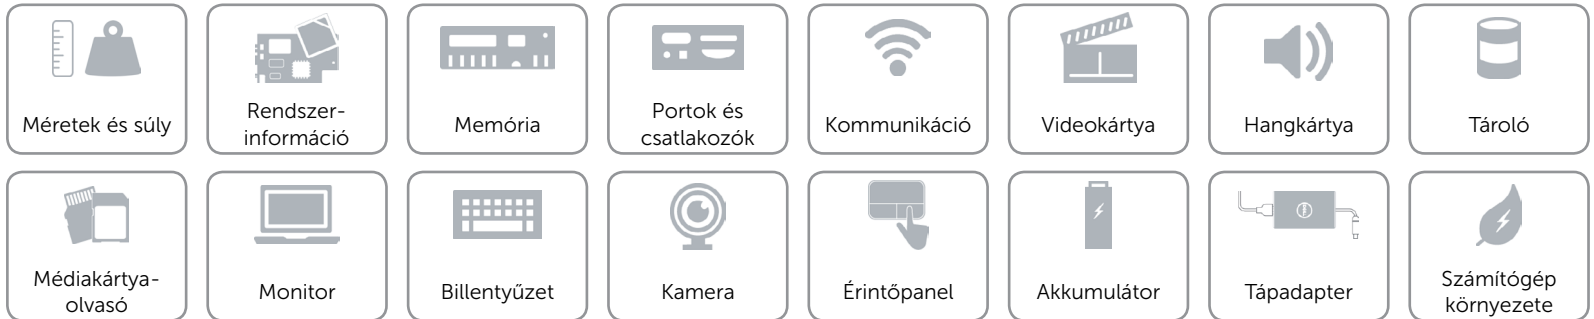 Méretek és súly
Rendszer-
információ
Memória
Portok és
csatlakozók
Kommunikáció
Videokártya
Hangkártya
Tároló
Médiakártya-
olvasó
Monitor
Billentyűzet
Kamera
Érintőpanel
Akkumulátor
Tápadapter
Számítógép
környezete